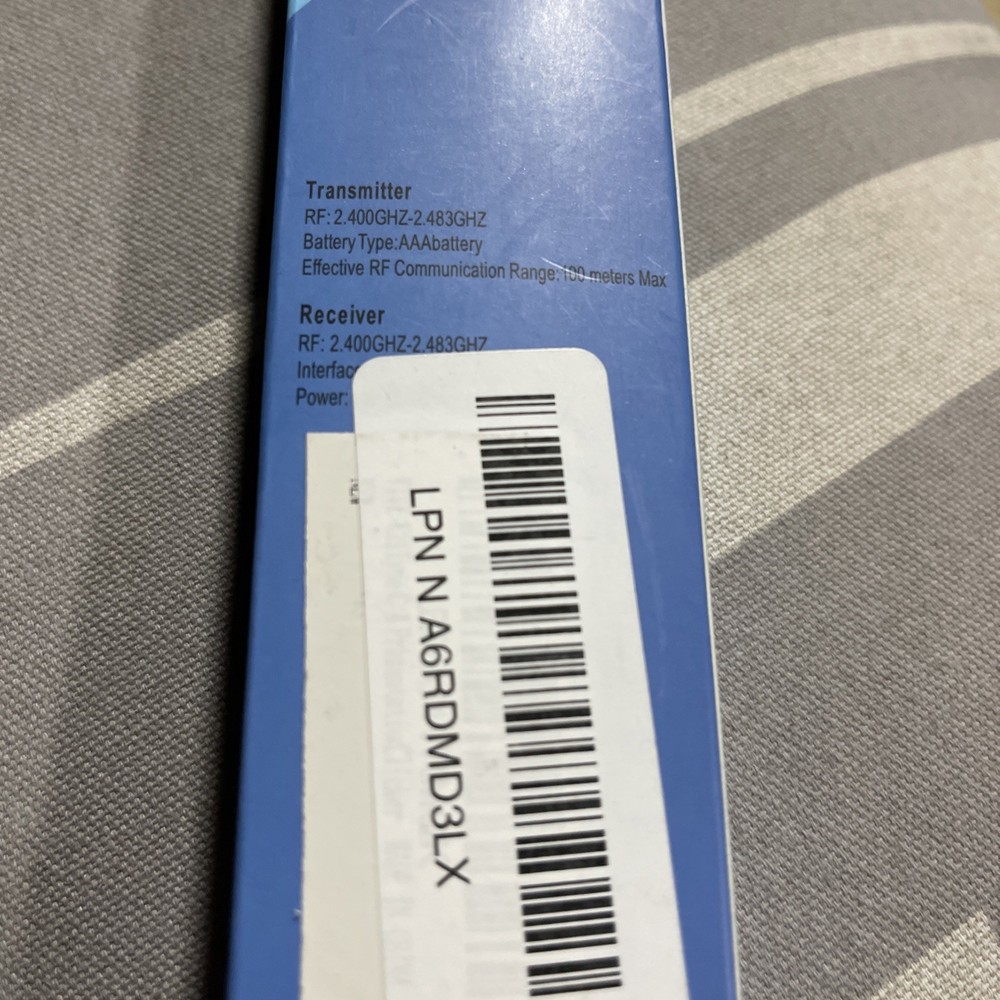 Transmitter
RF: 2.400GHZ-2.483GHZ
Battery Type:AAAbattery
Effective RF Communication Range: 100 meters Max
Receiver
RF: 2.400GHZ-2.483GHZ
Interfac
Power:
LPN N A6RDMD3LX